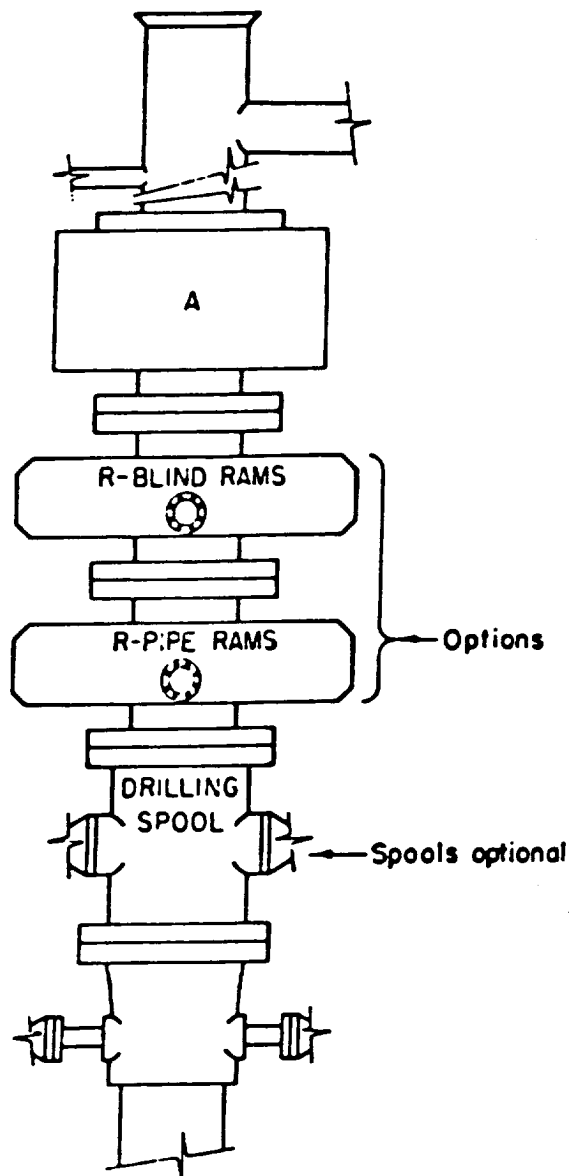 A
R-BLIND RAMS
R-PIPE RAMS
Options
DRILLING
SPOOL
Spools optional